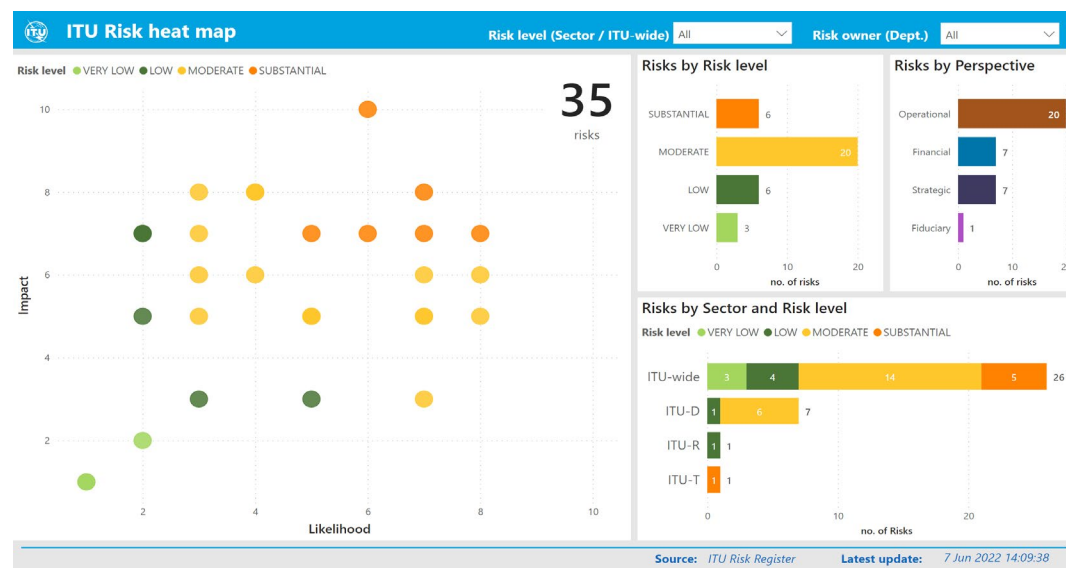 ITU Risk heat map
Risk level (Sector / ITU-wide) All
Risk owner (Dept.) All
Risk level VERY LOW LOW MODERATE SUBSTANTIAL
35
risks
Impact
10
8
6
4
2
2 4 6 8 10
Likelihood
Risks by Risk level
SUBSTANTIAL 6
MODERATE 20
LOW 6
VERY LOW 3
0 10 20
no. of risks
Risks by Perspective
Operational 20
Financial 7
Strategic 7
Fiduciary 1
0 10 2
no. of risks
Risks by Sector and Risk level
Risk level VERY LOW LOW MODERATE SUBSTANTIAL
ITU-wide 3 4 14 5 26
ITU-D 1 6 7
ITU-R 1 1
ITU-T 1 1
0 10 20
no. of Risks
Source: ITU Risk Register Latest update: 7 Jun 2022 14:09:38